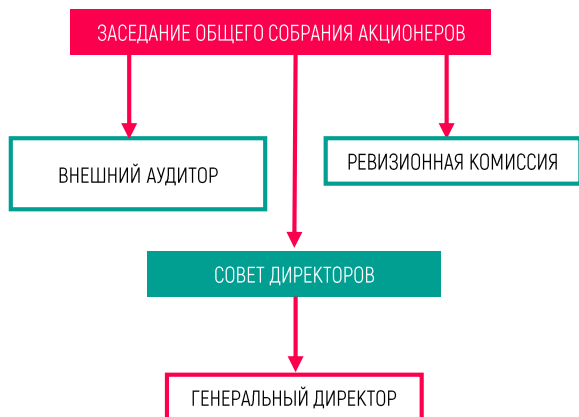 ЗАСЕДАНИЕ ОБЩЕГО СОБРАНИЯ АКЦИОНЕРОВ
ВНЕШНИЙ АУДИТОР
РЕВИЗИОННАЯ КОМИССИЯ
СОВЕТ ДИРЕКТОРОВ
ГЕНЕРАЛЬНЫЙ ДИРЕКТОР